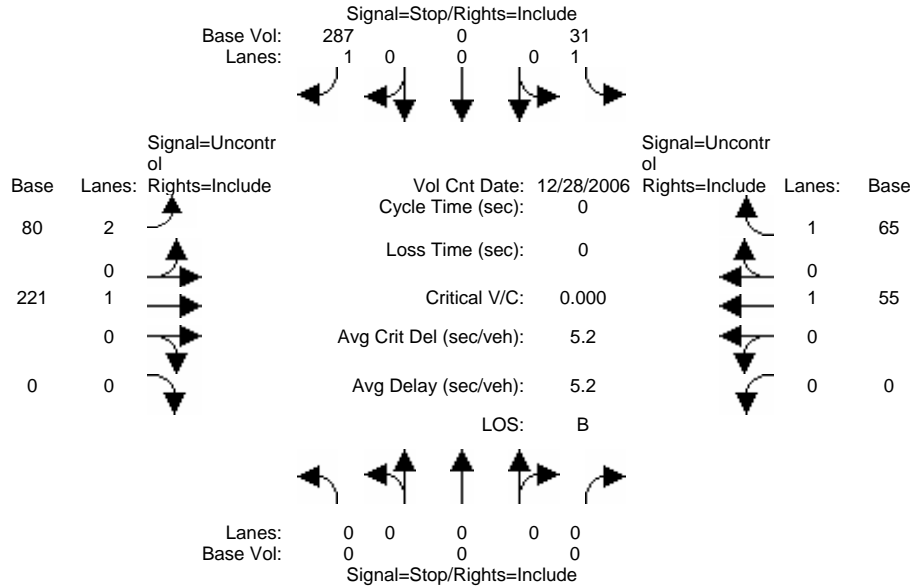 Signal=Stop/Rights=Include
Base Vol: 287 0 31
Lanes: 1 0 0 0 1
Signal=Uncontr
ol
Signal=Uncontr
ol
Base Lanes: Rights=Include Vol Cnt Date: 12/28/2006 Rights=Include Lanes: Base
Cycle Time (sec): 0
80 2 1 65
Loss Time (sec): 0
0 0
221 1 Critical V/C: 0.000 1 55
0 Avg Crit Del (sec/veh): 5.2 0
0 0 Avg Delay (sec/veh): 5.2 0 0
LOS: B
Lanes: 0 0 0 0 0
Base Vol: 0 0 0
Signal=Stop/Rights=Include